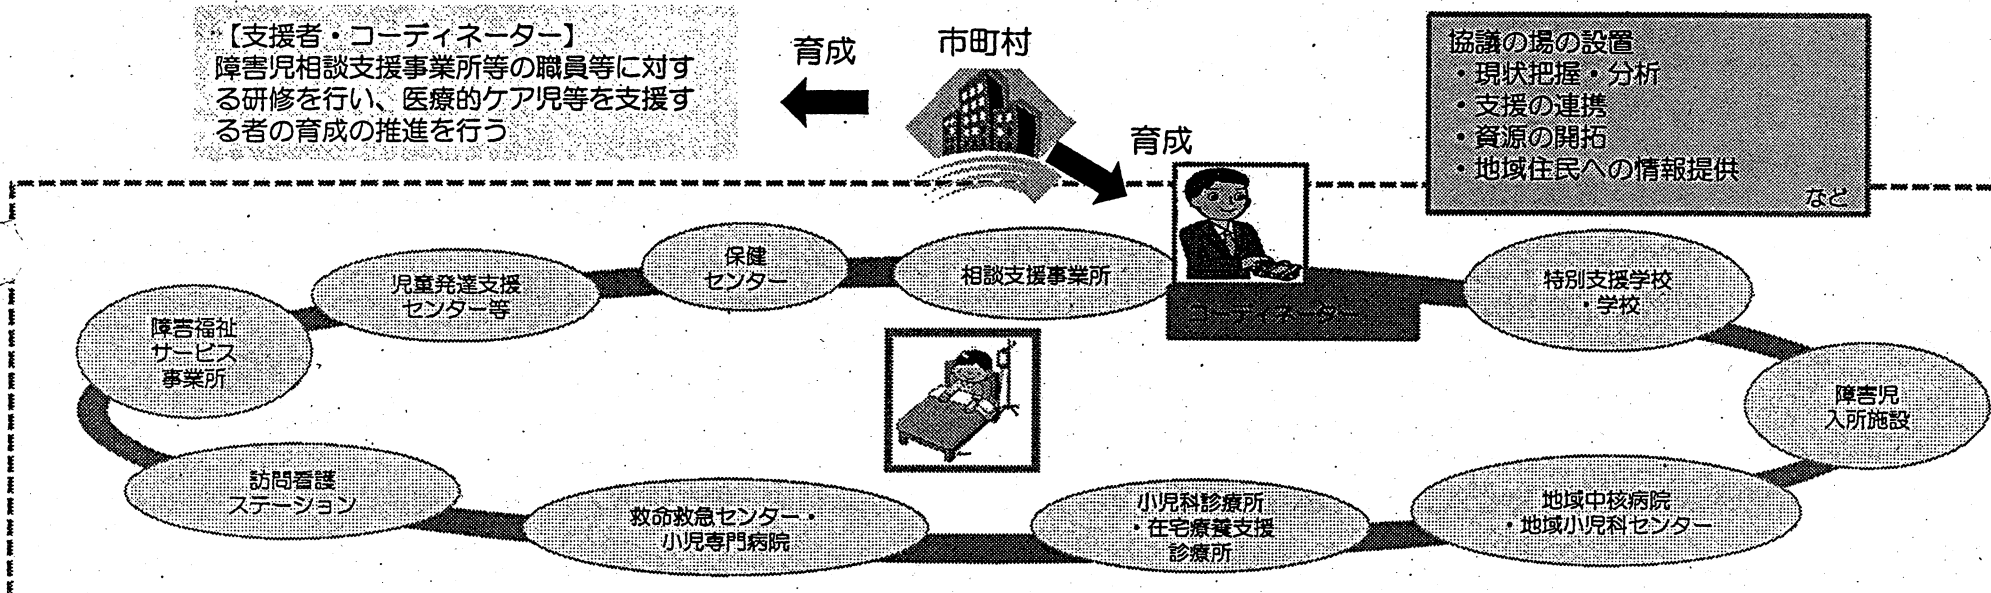 【支援者・コーディネーター】
障害児相談支援事業所等の職員等に対す
る研修を行い、医療的ケア児等を支援す
る者の育成の推進を行う
育成
市町村
育成
協議の場の設置
・現状把握・分析
・支援の連携
・資源の開拓
・地域住民への情報提供
など
保健
センター
相談支援事業所
コーディネーター
特別支援学校
・学校
児童発達支援
センター等
障害福祉
サービス
事業所
障害児
入所施設
訪問看護
ステーション
救命救急センター・
小児専門病院
小児科診療所
・在宅療養支援
診療所
地域中核病院
・地域小児科センター